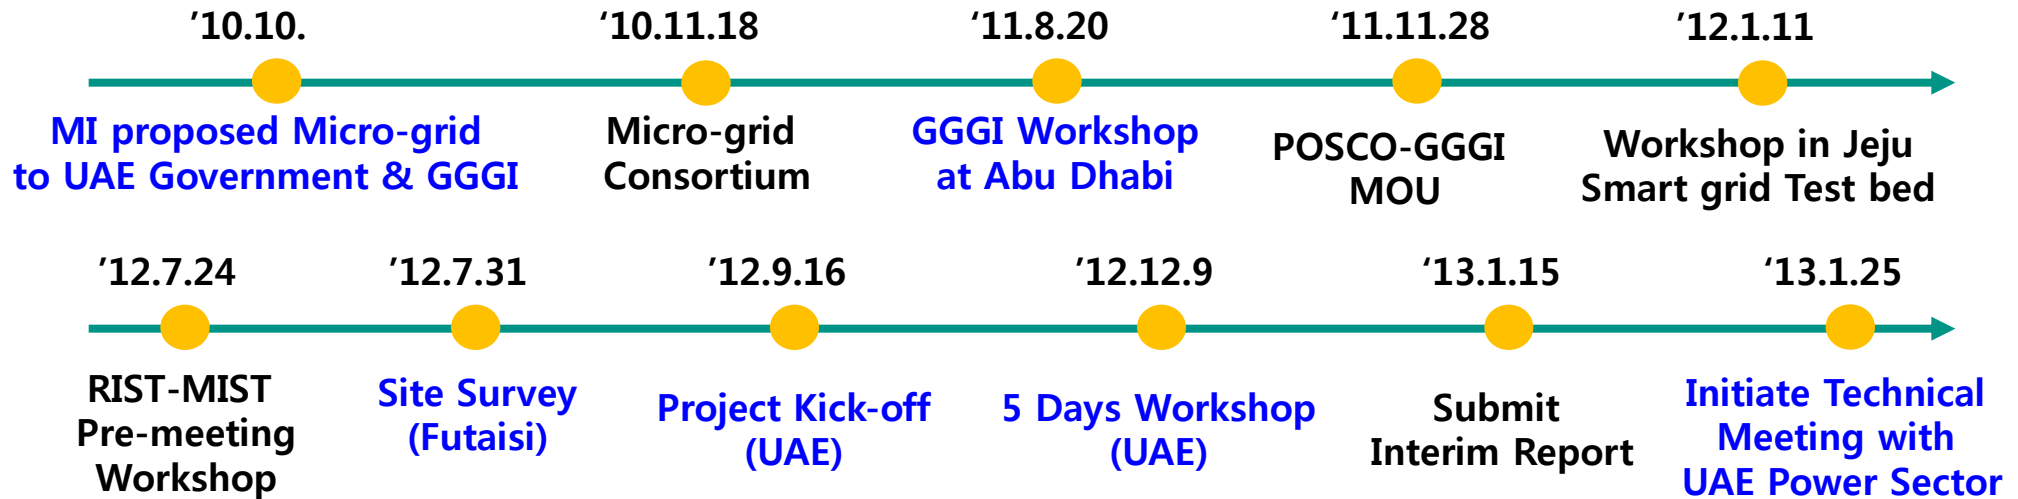 ’10.10.
‘10.11.18
‘11.8.20
‘11.11.28
’12.1.11
MI proposed Micro-grid
to UAE Government & GGGI
Micro-grid
Consortium
GGGI Workshop
at Abu Dhabi
POSCO-GGGI
MOU
Workshop in Jeju
Smart grid Test bed
’12.7.24
‘12.7.31
’12.9.16
’12.12.9
‘13.1.15
‘13.1.25
RIST-MIST
Pre-meeting
Workshop
Site Survey
(Futaisi)
Project Kick-off
(UAE)
5 Days Workshop
(UAE)
Submit
Interim Report
Initiate Technical
Meeting with
UAE Power Sector